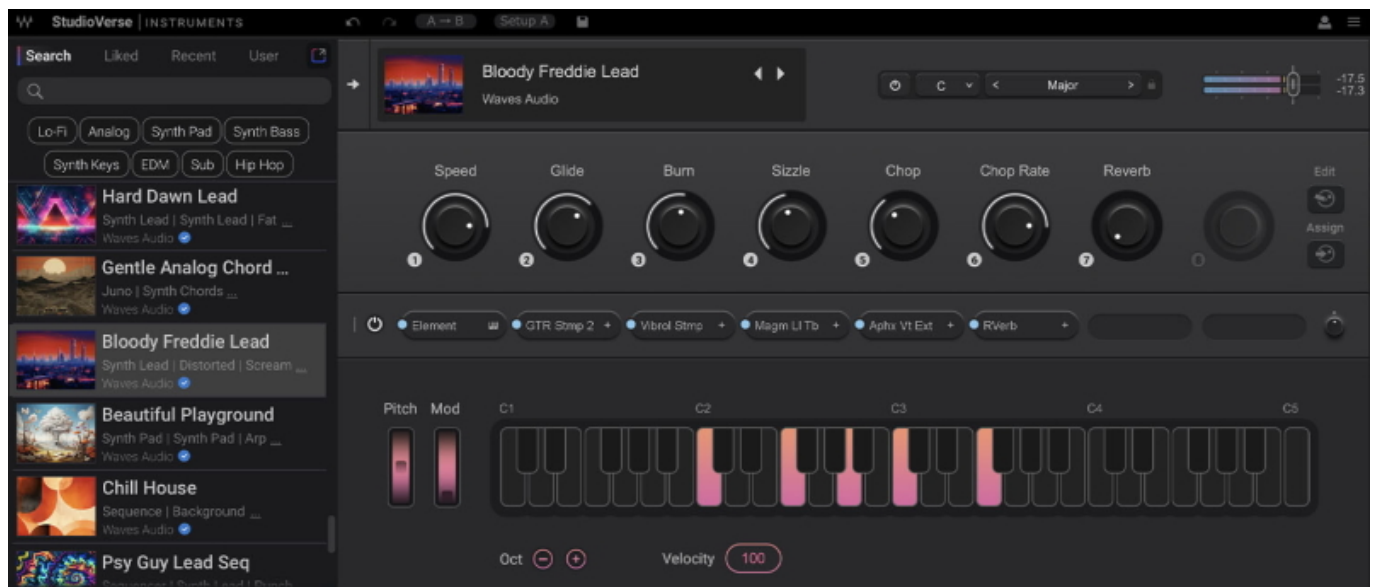 StudioVerse | INSTRUMENTS
A → B
Setup A
Search
Liked
Recent
User
Lo-Fi
Analog
Synth Pad
Synth Bass
Synth Keys
EDM
Sub
Hip Hop
Hard Dawn Lead
Synth Lead | Synth Lead | Fat ...
Waves Audio
Gentle Analog Chord ...
Juno | Synth Chords ...
Waves Audio
Bloody Freddie Lead
Synth Lead | Distorted | Scream ...
Waves Audio
Beautiful Playground
Synth Pad | Synth Pad | Arp ...
Waves Audio
Chill House
Sequence | Background ...
Waves Audio
Psy Guy Lead Seq
Bloody Freddie Lead
Waves Audio
C
<
Major
>
-17.5
-17.3
Speed
Glide
Burn
Sizzle
Chop
Chop Rate
Reverb
Edit
Assign
1
2
3
4
5
6
7
8
Element
GTR Stmp 2 +
Vibrol Stmp +
Magm LI Tb +
Aphx Vt Ext +
RVerb +
Pitch
Mod
C1
C2
C3
C4
C5
Oct
Velocity
100